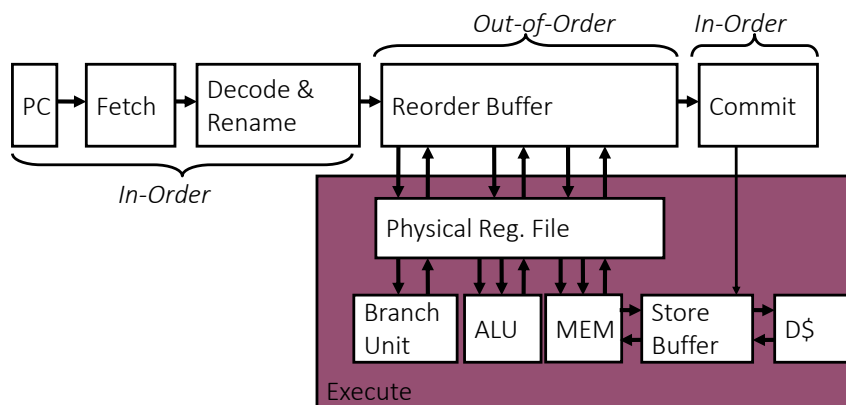 Out-of-Order
In-Order
PC
Fetch
Decode &
Rename
Reorder Buffer
Commit
In-Order
Physical Reg. File
Branch
Unit
ALU
MEM
Store
Buffer
D$
Execute